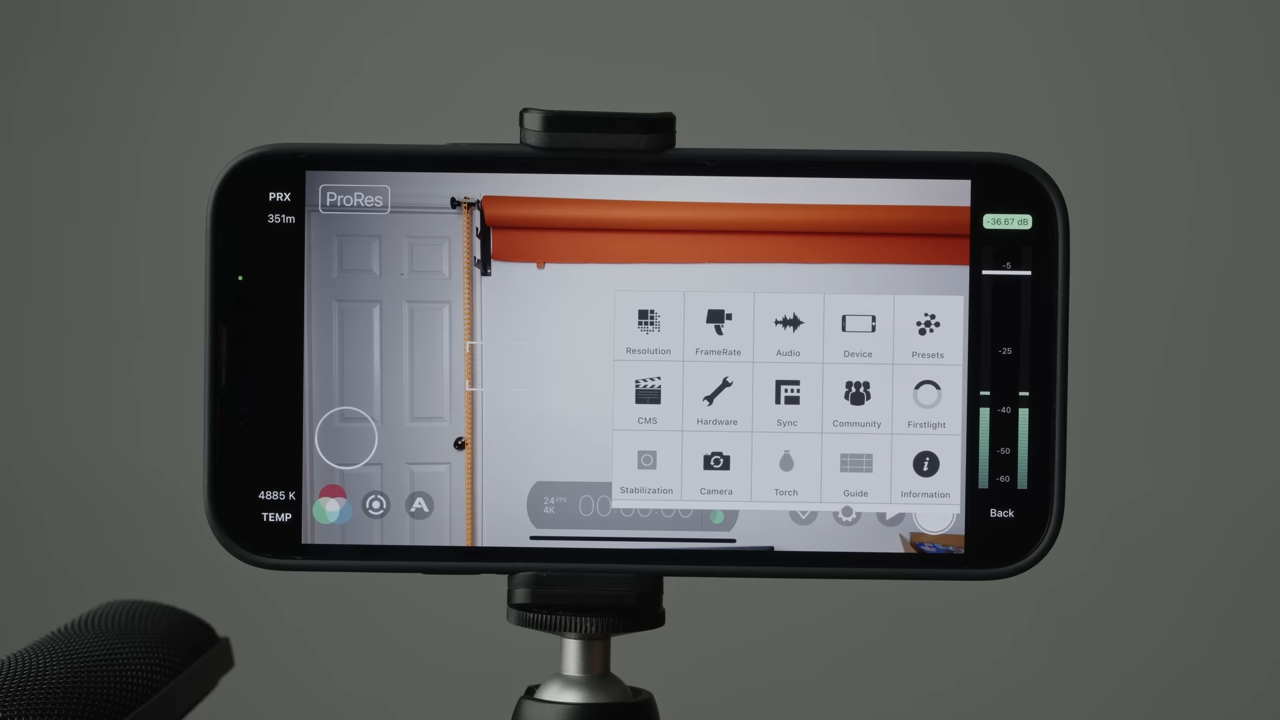 PRX
351m
ProRes
-36.67 dB
-5
-25
-40
-50
-60
Resolution
FrameRate
Audio
Device
Presets
CMS
Hardware
Sync
Community
Firstlight
Stabilization
Camera
Torch
Guide
Information
24 FPS
4K
4885 K
TEMP
A
Back